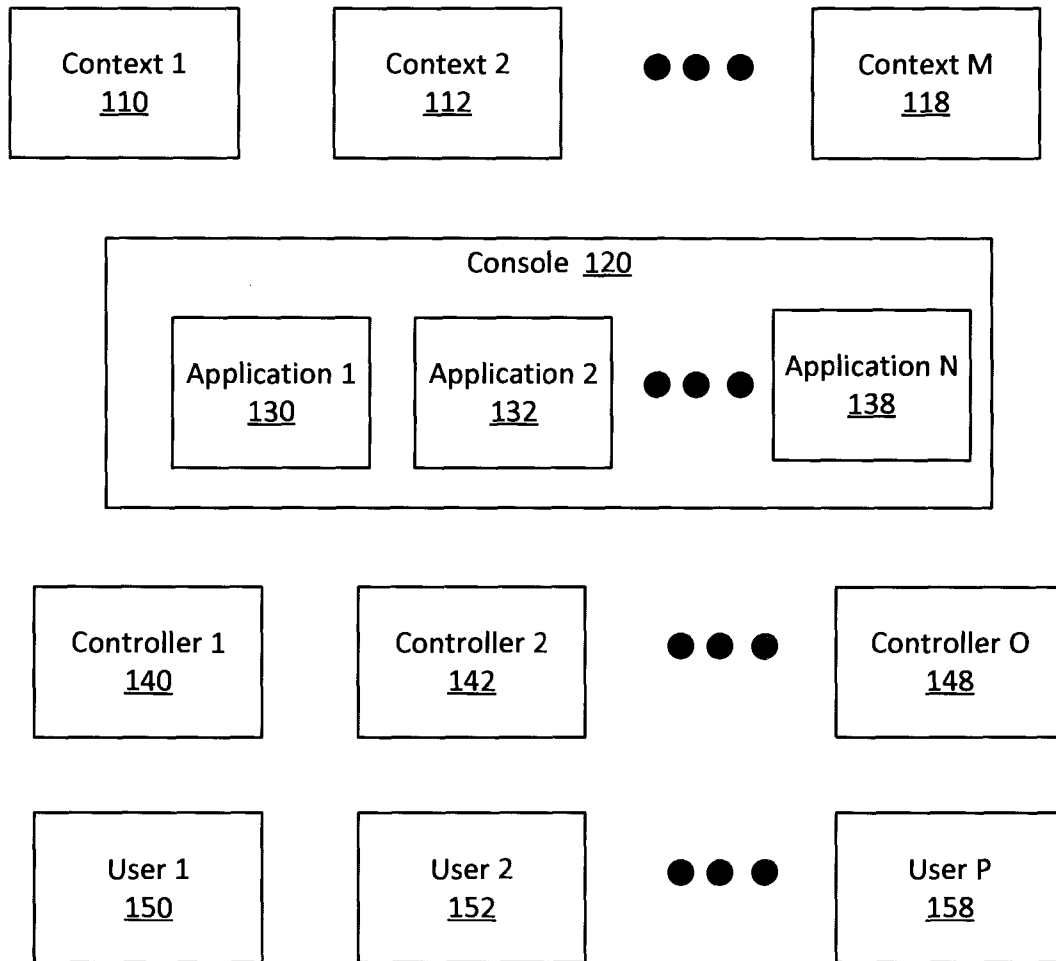 Context 1
110
Context 2
112
Context M
118
Console 120
Application 1
130
Application 2
132
Application N
138
Controller 1
140
Controller 2
142
Controller O
148
User 1
150
User 2
152
User P
158